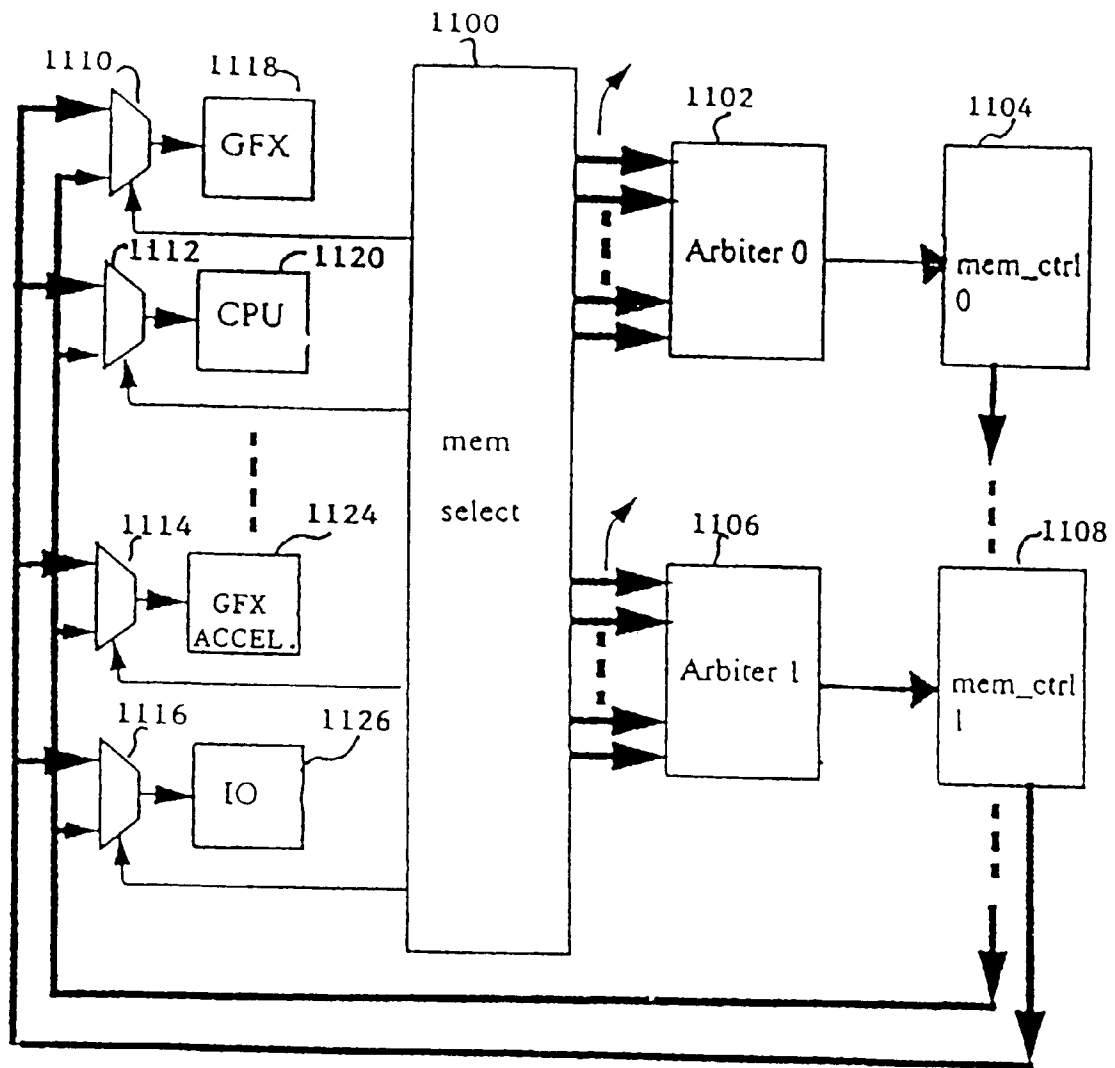 1100
1110
1118
1102
1104
GFX
Arbiter 0
mem_ctrl
0
1112
1120
CPU
mem
select
1114
1124
1106
1108
GFX
ACCEL.
Arbiter 1
mem_ctrl
1
1116
1126
IO